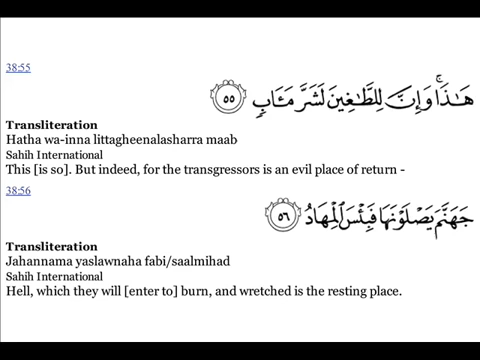 38:55
هَـٰذَا ۚ وَإِنَّ لِلطَّـٰغِينَ لَشَرَّ مَـَٔابٍ ٥٥
Transliteration
Hatha wa-inna littagheenalasharra maab
Sahih International
This [is so]. But indeed, for the transgressors is an evil place of return -
38:56
جَهَنَّمَ يَصْلَوْنَهَا فَبِئْسَ ٱلْمِهَادُ ٥٦
Transliteration
Jahannama yaslawnaha fabi/saalmihad
Sahih International
Hell, which they will [enter to] burn, and wretched is the resting place.